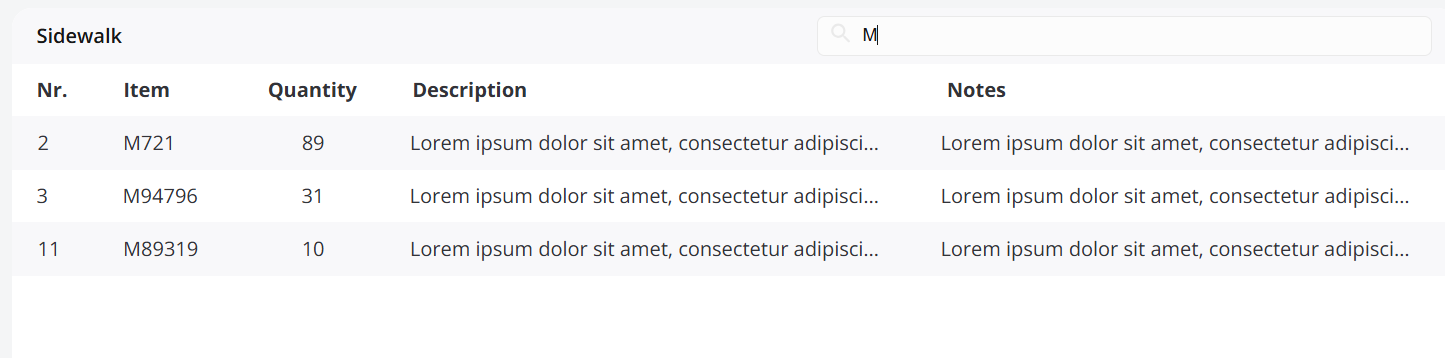 Sidewalk M
Nr. Item Quantity Description Notes
2 M721 89 Lorem ipsum dolor sit amet, consectetur adipisci... Lorem ipsum dolor sit amet, consectetur adipisci...
3 M94796 31 Lorem ipsum dolor sit amet, consectetur adipisci... Lorem ipsum dolor sit amet, consectetur adipisci...
11 M89319 10 Lorem ipsum dolor sit amet, consectetur adipisci... Lorem ipsum dolor sit amet, consectetur adipisci...